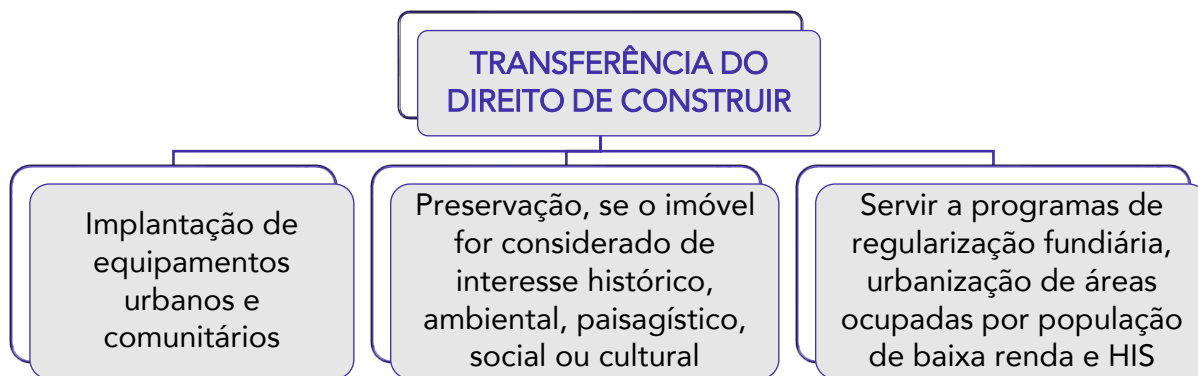 TRANSFERÊNCIA DO
DIREITO DE CONSTRUIR
Implantação de
equipamentos
urbanos e
comunitários
Preservação, se o imóvel
for considerado de
interesse histórico,
ambiental, paisagístico,
social ou cultural
Servir a programas de
regularização fundiária,
urbanização de áreas
ocupadas por população
de baixa renda e HIS